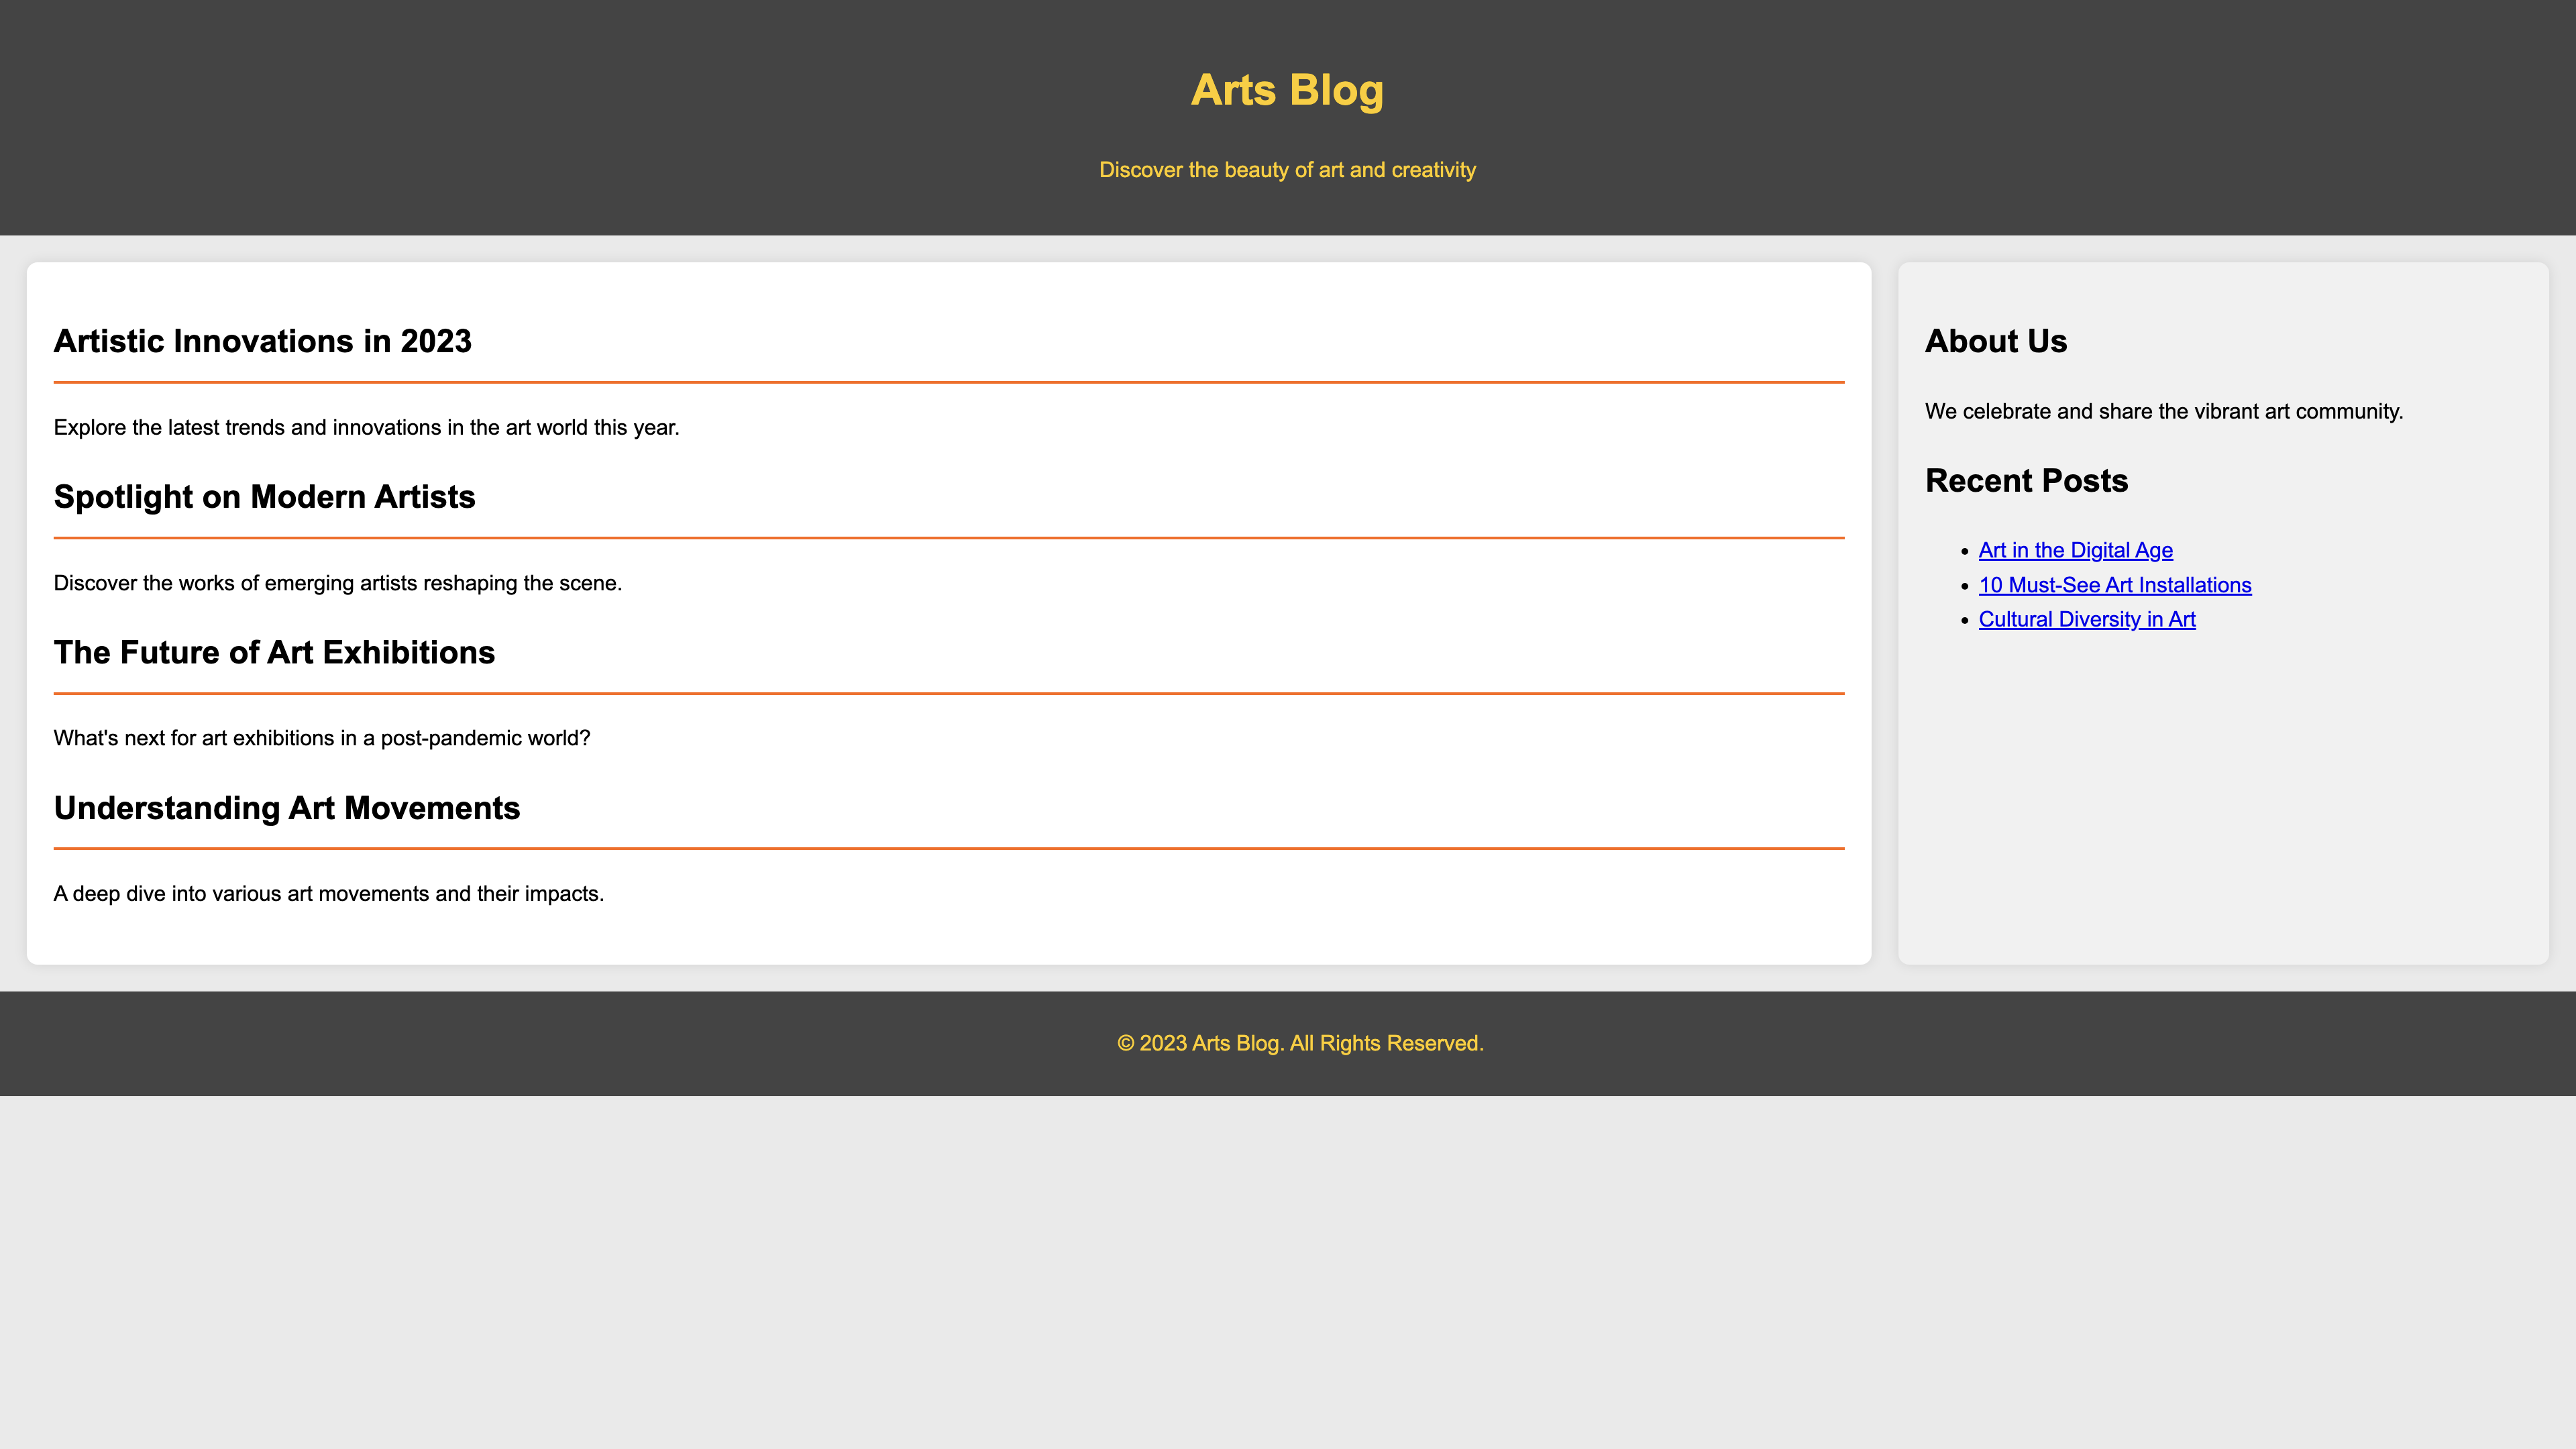 Arts Blog
Discover the beauty of art and creativity
Artistic Innovations in 2023
Explore the latest trends and innovations in the art world this year.
Spotlight on Modern Artists
Discover the works of emerging artists reshaping the scene.
The Future of Art Exhibitions
What's next for art exhibitions in a post-pandemic world?
Understanding Art Movements
A deep dive into various art movements and their impacts.
About Us
We celebrate and share the vibrant art community.
Recent Posts
Art in the Digital Age
10 Must-See Art Installations
Cultural Diversity in Art
© 2023 Arts Blog. All Rights Reserved.